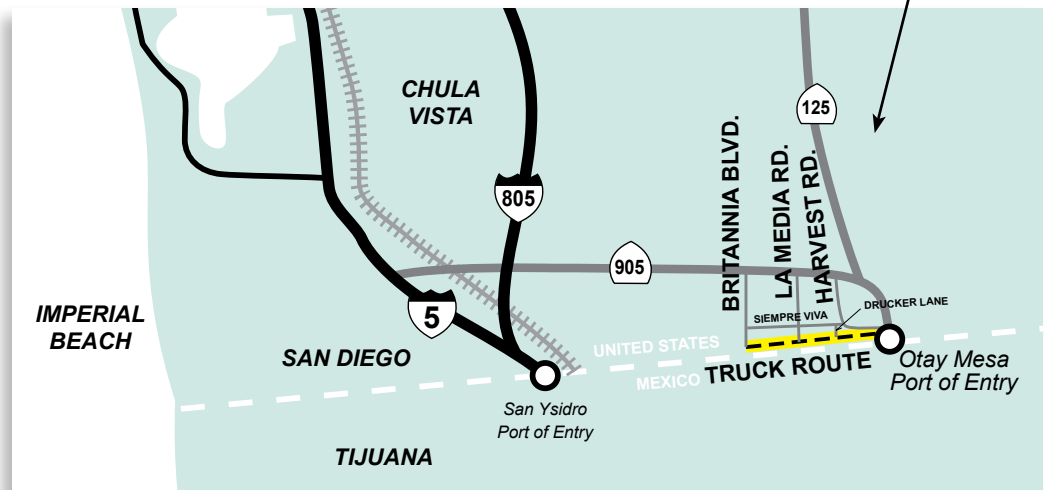 CHULA
VISTA
125
805
BRITANNIA BLVD.
LA MEDIA RD.
HARVEST RD.
905
DRUCKER LANE
SIEMPRE VIVA
5
IMPERIAL
BEACH
SAN DIEGO
UNITED STATES
MEXICO
TRUCK ROUTE
Otay Mesa
Port of Entry
San Ysidro
Port of Entry
TIJUANA